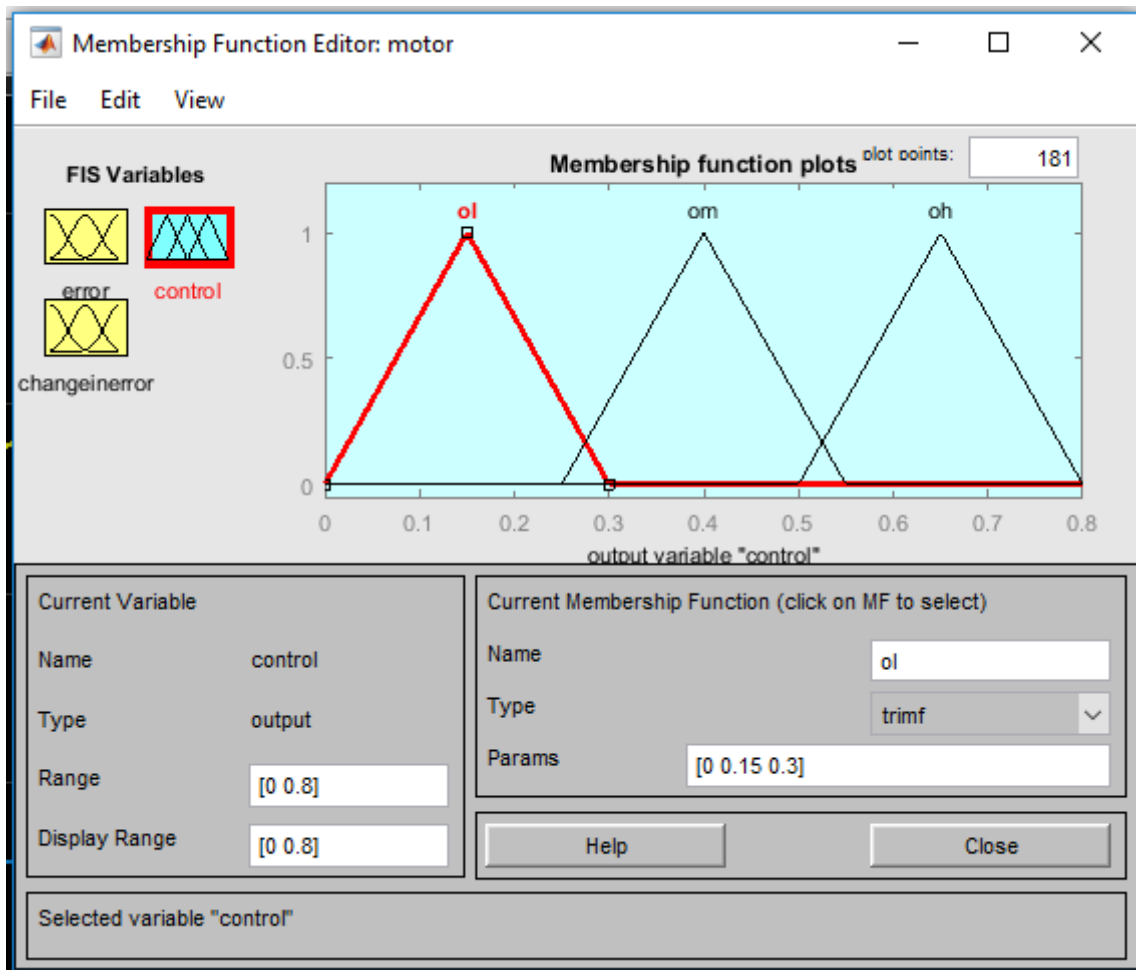 Membership Function Editor: motor
File Edit View
FIS Variables
Membership function plots
plot points:
181
error
control
changeinerror
ol
om
oh
1
0.5
0
0 0.1 0.2 0.3 0.4 0.5 0.6 0.7 0.8
output variable "control"
Current Variable
Name control
Type output
Range [0 0.8]
Display Range [0 0.8]
Current Membership Function (click on MF to select)
Name ol
Type trimf
Params [0 0.15 0.3]
Help Close
Selected variable "control"